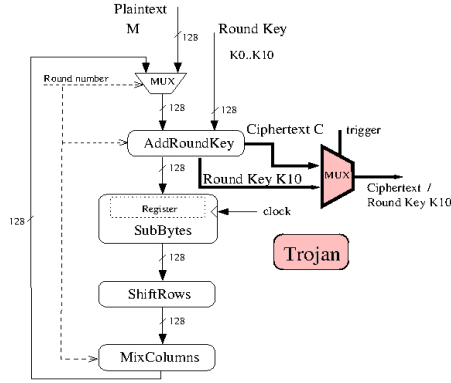 Plaintext
M
128
Round Key
K0..K10
128
Round number
MUX
128
AddRoundKey
Ciphertext C
trigger
MUX
Round Key K10
Ciphertext /
Round Key K10
128
128
Register
clock
SubBytes
Trojan
128
ShiftRows
128
MixColumns